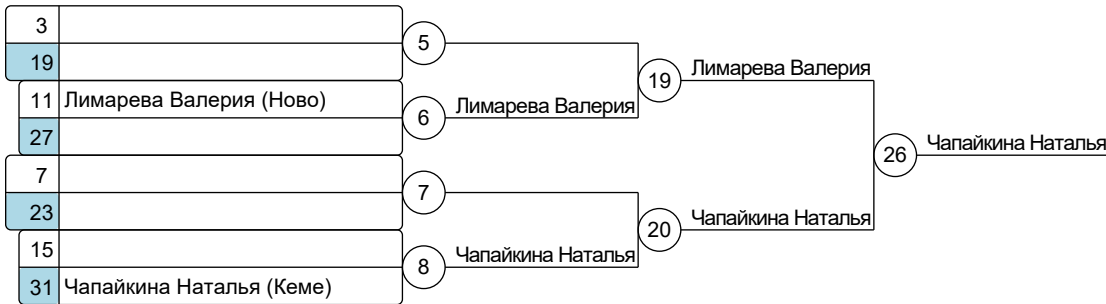 3
19
5
11 Лимарева Валерия (Ново)
27
6 Лимарева Валерия
19 Лимарева Валерия
7
23
7
15
31 Чапайкина Наталья (Кеме)
8 Чапайкина Наталья
20 Чапайкина Наталья
26 Чапайкина Наталья